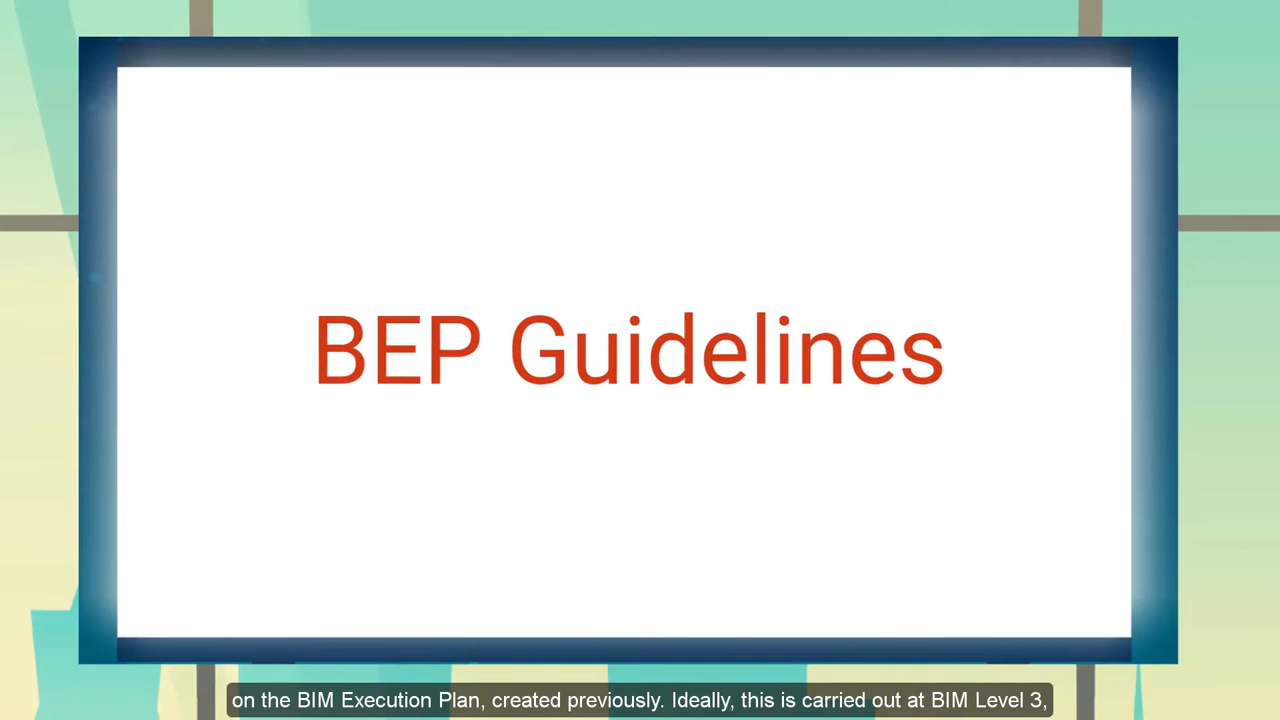 BEP Guidelines
on the BIM Execution Plan, created previously. Ideally, this is carried out at BIM Level 3,